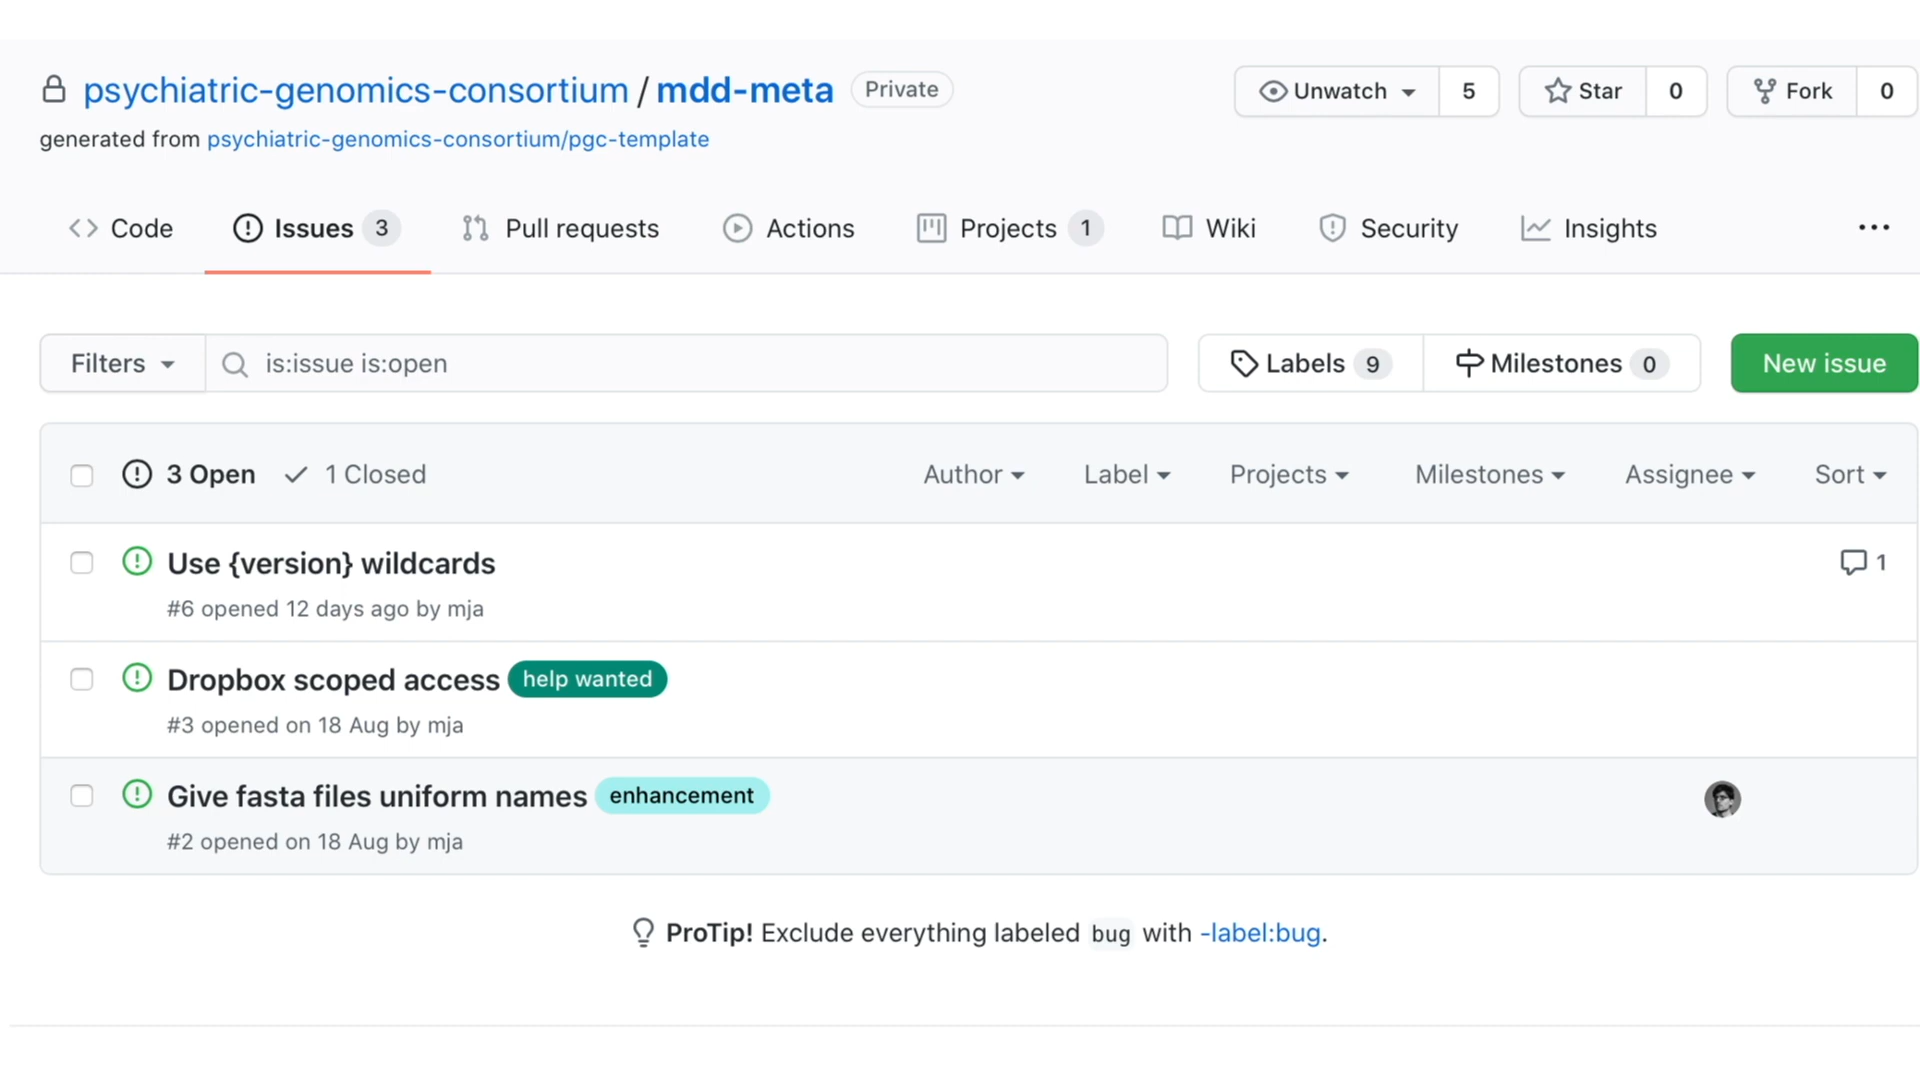 psychiatric-genomics-consortium / mdd-meta Private Unwatch 5 Star 0 Fork 0
generated from psychiatric-genomics-consortium/pgc-template
Code Issues 3 Pull requests Actions Projects 1 Wiki Security Insights ...
Filters is:issue is:open Labels 9 Milestones 0 New issue
3 Open 1 Closed Author Label Projects Milestones Assignee Sort
Use {version} wildcards 1
#6 opened 12 days ago by mja
Dropbox scoped access help wanted
#3 opened on 18 Aug by mja
Give fasta files uniform names enhancement
#2 opened on 18 Aug by mja
ProTip! Exclude everything labeled bug with -label:bug.